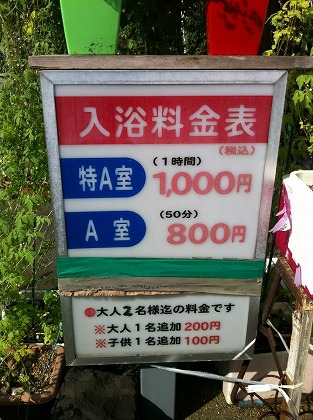 入浴料金表
(税込)
特A室 (1時間) 1,000円
A室 (50分) 800円
●大人2名様迄の料金です
※大人1名追加 200円
※子供1名追加 100円